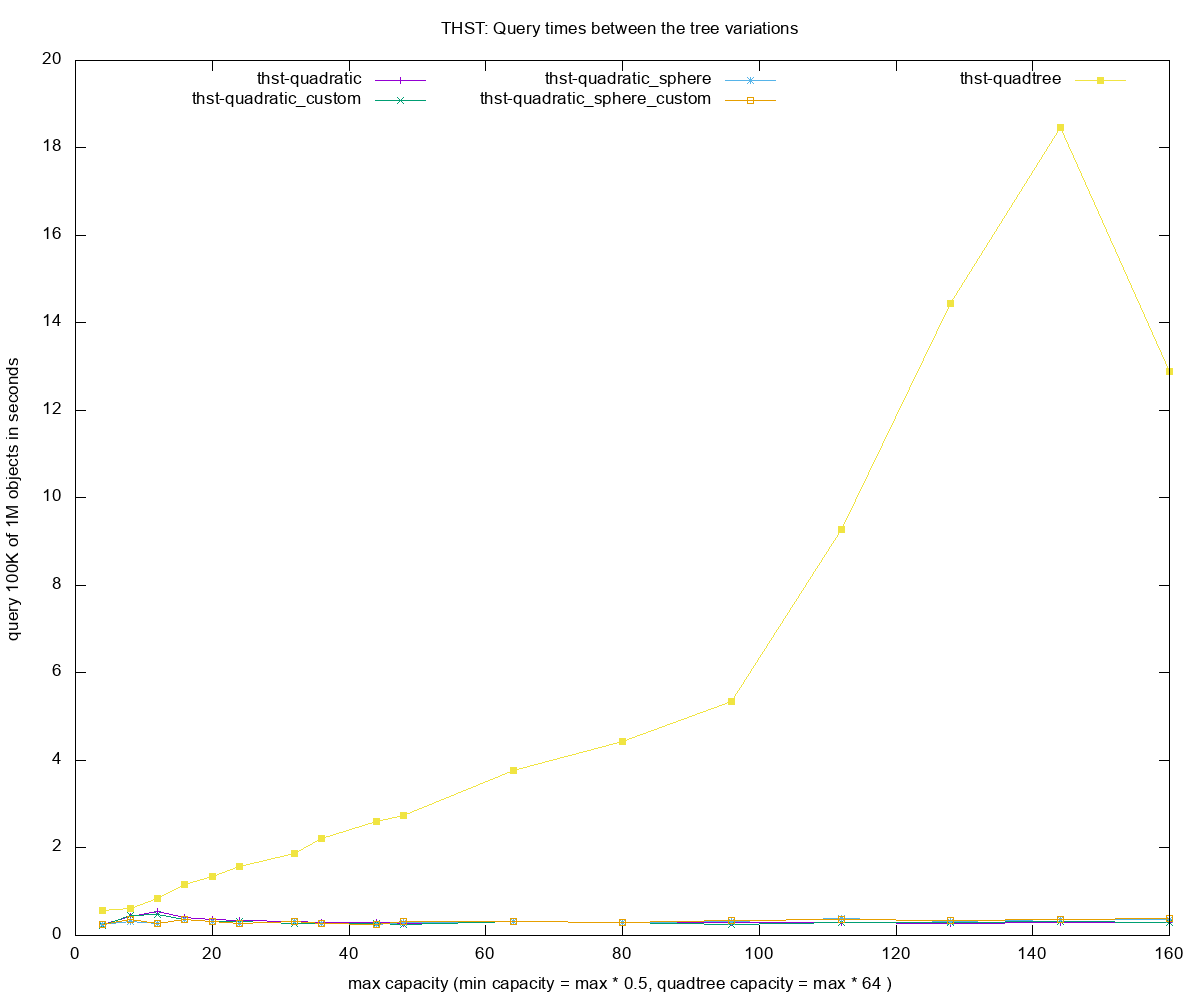 THST: Query times between the tree variations
thst-quadratic
thst-quadratic_custom
thst-quadratic_sphere
thst-quadratic_sphere_custom
thst-quadtree
20
18
16
14
12
10
8
6
4
2
0
query 100K of 1M objects in seconds
0 20 40 60 80 100 120 140 160
max capacity (min capacity = max * 0.5, quadtree capacity = max * 64 )